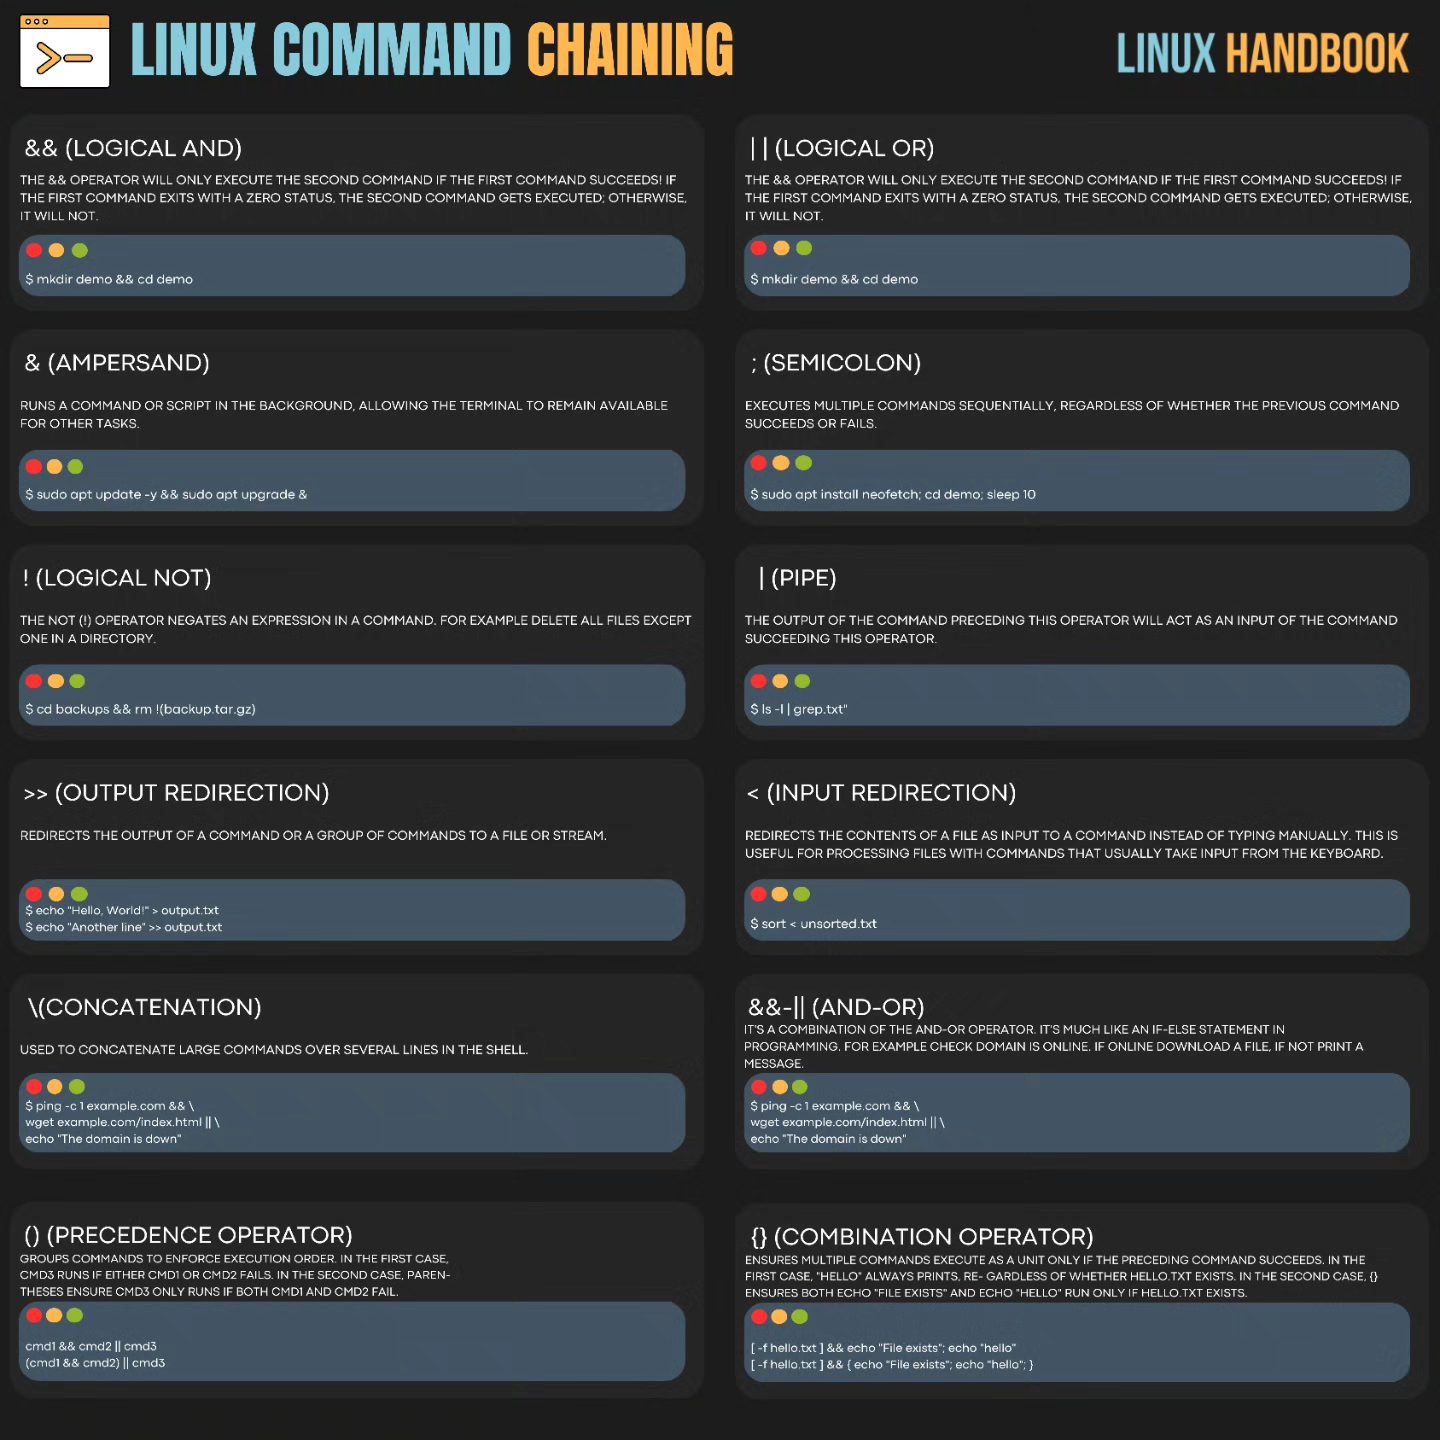 LINUX COMMAND CHAINING
LINUX HANDBOOK
&& (LOGICAL AND)
THE && OPERATOR WILL ONLY EXECUTE THE SECOND COMMAND IF THE FIRST COMMAND SUCCEEDS! IF
THE FIRST COMMAND EXITS WITH A ZERO STATUS, THE SECOND COMMAND GETS EXECUTED; OTHERWISE,
IT WILL NOT.
$ mkdir demo && cd demo
|| (LOGICAL OR)
THE && OPERATOR WILL ONLY EXECUTE THE SECOND COMMAND IF THE FIRST COMMAND SUCCEEDS! IF
THE FIRST COMMAND EXITS WITH A ZERO STATUS, THE SECOND COMMAND GETS EXECUTED; OTHERWISE,
IT WILL NOT.
$ mkdir demo && cd demo
& (AMPERSAND)
RUNS A COMMAND OR SCRIPT IN THE BACKGROUND, ALLOWING THE TERMINAL TO REMAIN AVAILABLE
FOR OTHER TASKS.
$ sudo apt update -y && sudo apt upgrade &
; (SEMICOLON)
EXECUTES MULTIPLE COMMANDS SEQUENTIALLY, REGARDLESS OF WHETHER THE PREVIOUS COMMAND
SUCCEEDS OR FAILS.
$ sudo apt install neofetch; cd demo; sleep 10
! (LOGICAL NOT)
THE NOT (!) OPERATOR NEGATES AN EXPRESSION IN A COMMAND. FOR EXAMPLE DELETE ALL FILES EXCEPT
ONE IN A DIRECTORY.
$ cd backups && rm !(backup.tar.gz)
| (PIPE)
THE OUTPUT OF THE COMMAND PRECEDING THIS OPERATOR WILL ACT AS AN INPUT OF THE COMMAND
SUCCEEDING THIS OPERATOR.
$ ls -l | grep.txt"
>> (OUTPUT REDIRECTION)
REDIRECTS THE OUTPUT OF A COMMAND OR A GROUP OF COMMANDS TO A FILE OR STREAM.
$ echo "Hello, World!" > output.txt
$ echo "Another line" >> output.txt
< (INPUT REDIRECTION)
REDIRECTS THE CONTENTS OF A FILE AS INPUT TO A COMMAND INSTEAD OF TYPING MANUALLY. THIS IS
USEFUL FOR PROCESSING FILES WITH COMMANDS THAT USUALLY TAKE INPUT FROM THE KEYBOARD.
$ sort < unsorted.txt
\(CONCATENATION)
USED TO CONCATENATE LARGE COMMANDS OVER SEVERAL LINES IN THE SHELL.
$ ping -c 1 example.com && \
wget example.com/index.html || \
echo "The domain is down"
&&-|| (AND-OR)
IT'S A COMBINATION OF THE AND-OR OPERATOR. IT'S MUCH LIKE AN IF-ELSE STATEMENT IN
PROGRAMMING. FOR EXAMPLE CHECK DOMAIN IS ONLINE. IF ONLINE DOWNLOAD A FILE, IF NOT PRINT A
MESSAGE.
$ ping -c 1 example.com && \
wget example.com/index.html || \
echo "The domain is down"
() (PRECEDENCE OPERATOR)
GROUPS COMMANDS TO ENFORCE EXECUTION ORDER. IN THE FIRST CASE,
CMD3 RUNS IF EITHER CMD1 OR CMD2 FAILS. IN THE SECOND CASE, PAREN-
THESES ENSURE CMD3 ONLY RUNS IF BOTH CMD1 AND CMD2 FAIL.
cmd1 && cmd2 || cmd3
(cmd1 && cmd2) || cmd3
{} (COMBINATION OPERATOR)
ENSURES MULTIPLE COMMANDS EXECUTE AS A UNIT ONLY IF THE PRECEDING COMMAND SUCCEEDS. IN THE
FIRST CASE, "HELLO" ALWAYS PRINTS, RE- GARDLESS OF WHETHER HELLO.TXT EXISTS. IN THE SECOND CASE, {}
ENSURES BOTH ECHO "FILE EXISTS" AND ECHO "HELLO" RUN ONLY IF HELLO.TXT EXISTS.
[ -f hello.txt ] && echo "File exists"; echo "hello"
[ -f hello.txt ] && { echo "File exists"; echo "hello"; }